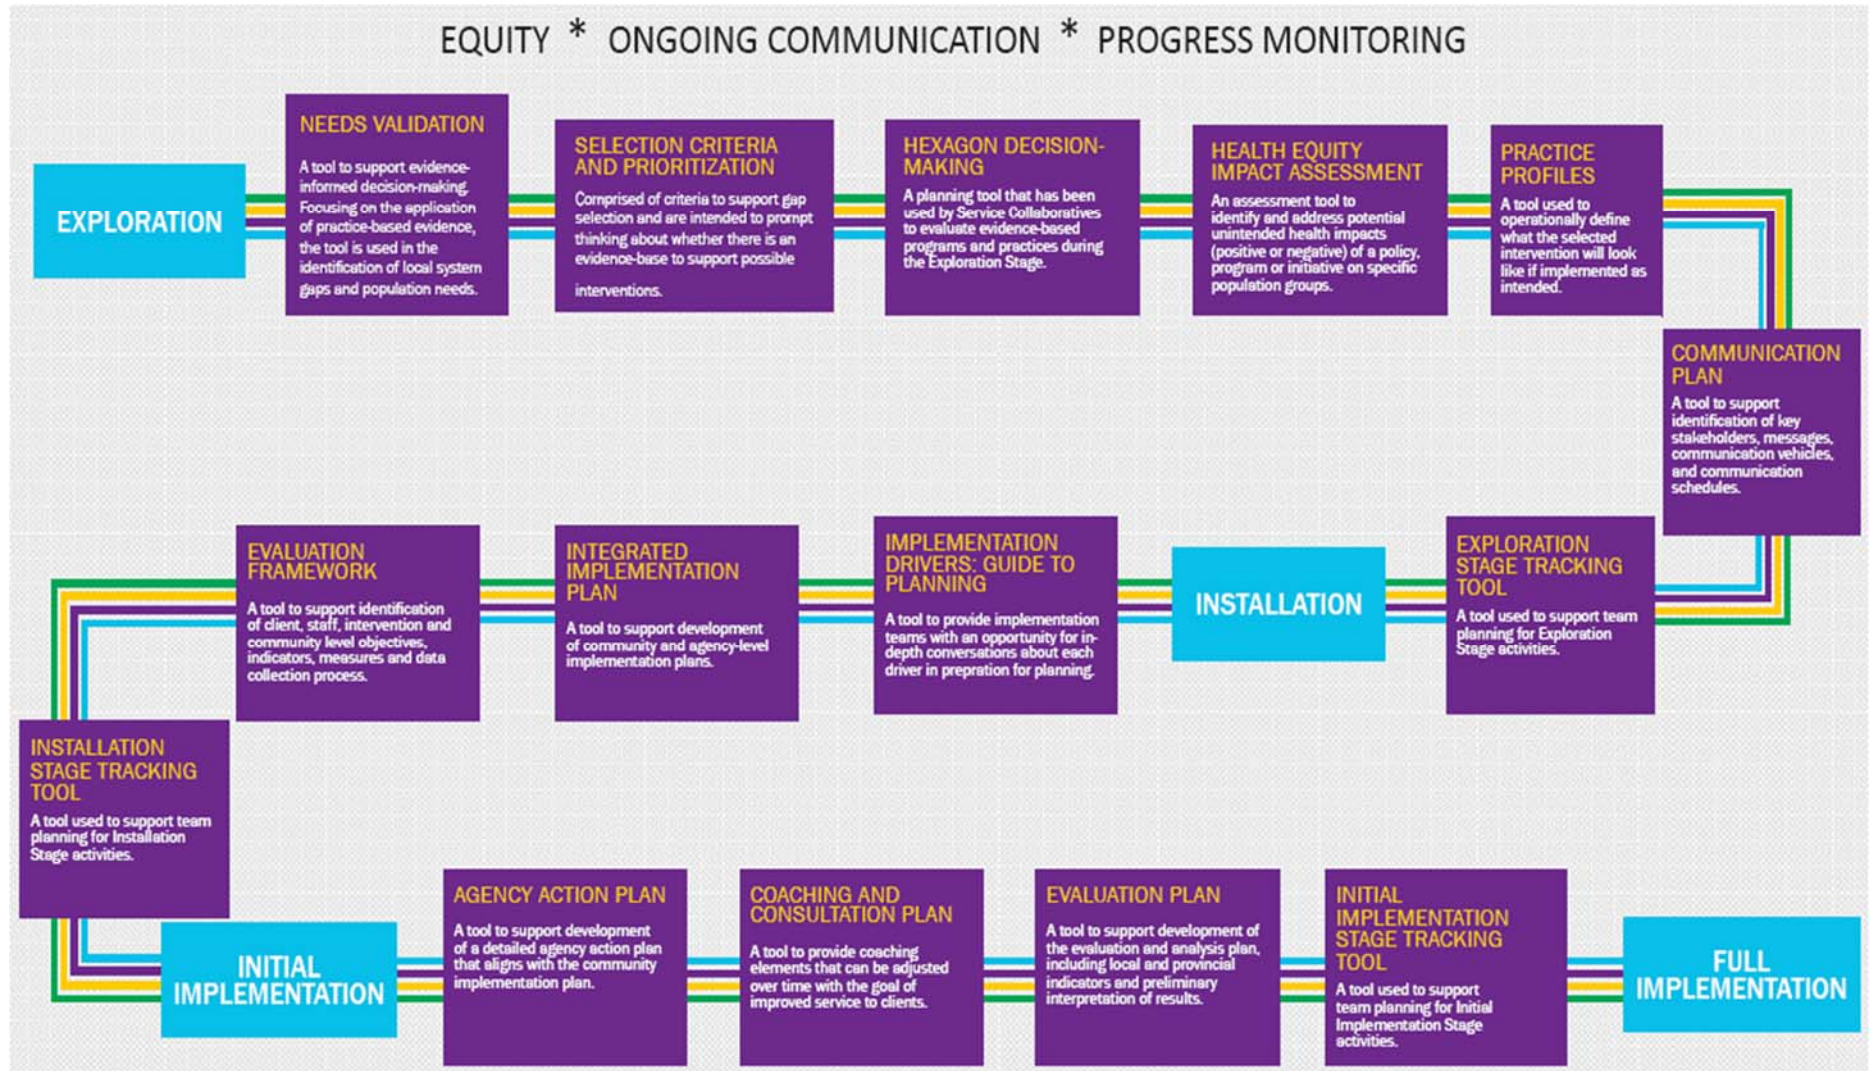 EQUITY * ONGOING COMMUNICATION * PROGRESS MONITORING
EXPLORATION
NEEDS VALIDATION
A tool to support evidence-
informed decision-making.
Focusing on the application
of practice-based evidence,
the tool is used in the
identification of local system
gaps and population needs.
SELECTION CRITERIA
AND PRIORITIZATION
Comprised of criteria to support gap
selection and are intended to prompt
thinking about whether there is an
evidence-base to support possible
interventions.
HEXAGON DECISION-
MAKING
A planning tool that has been
used by Service Collaboratives
to evaluate evidence-based
programs and practices during
the Exploration Stage.
HEALTH EQUITY
IMPACT ASSESSMENT
An assessment tool to
identify and address potential
unintended health impacts
(positive or negative) of a policy,
program or initiative on specific
population groups.
PRACTICE
PROFILES
A tool used to
operationally define
what the selected
intervention will look
like if implemented as
intended.
COMMUNICATION
PLAN
A tool to support
identification of key
stakeholders, messages,
communication vehicles,
and communication
schedules.
EXPLORATION
STAGE TRACKING
TOOL
A tool used to support team
planning for Exploration
Stage activities.
INSTALLATION
IMPLEMENTATION
DRIVERS: GUIDE TO
PLANNING
A tool to provide implementation
teams with an opportunity for in-
depth conversations about each
driver in prepration for planning.
INTEGRATED
IMPLEMENTATION
PLAN
A tool to support development
of community and agency-level
implementation plans.
EVALUATION
FRAMEWORK
A tool to support identification
of client, staff, intervention and
community level objectives,
indicators, measures and data
collection process.
INSTALLATION
STAGE TRACKING
TOOL
A tool used to support team
planning for Installation
Stage activities.
INITIAL
IMPLEMENTATION
AGENCY ACTION PLAN
A tool to support development
of a detailed agency action plan
that aligns with the community
implementation plan.
COACHING AND
CONSULTATION PLAN
A tool to provide coaching
elements that can be adjusted
over time with the goal of
improved service to clients.
EVALUATION PLAN
A tool to support development of
the evaluation and analysis plan,
including local and provincial
indicators and preliminary
interpretation of results.
INITIAL
IMPLEMENTATION
STAGE TRACKING
TOOL
A tool used to support
team planning for Initial
Implementation Stage
activities.
FULL
IMPLEMENTATION